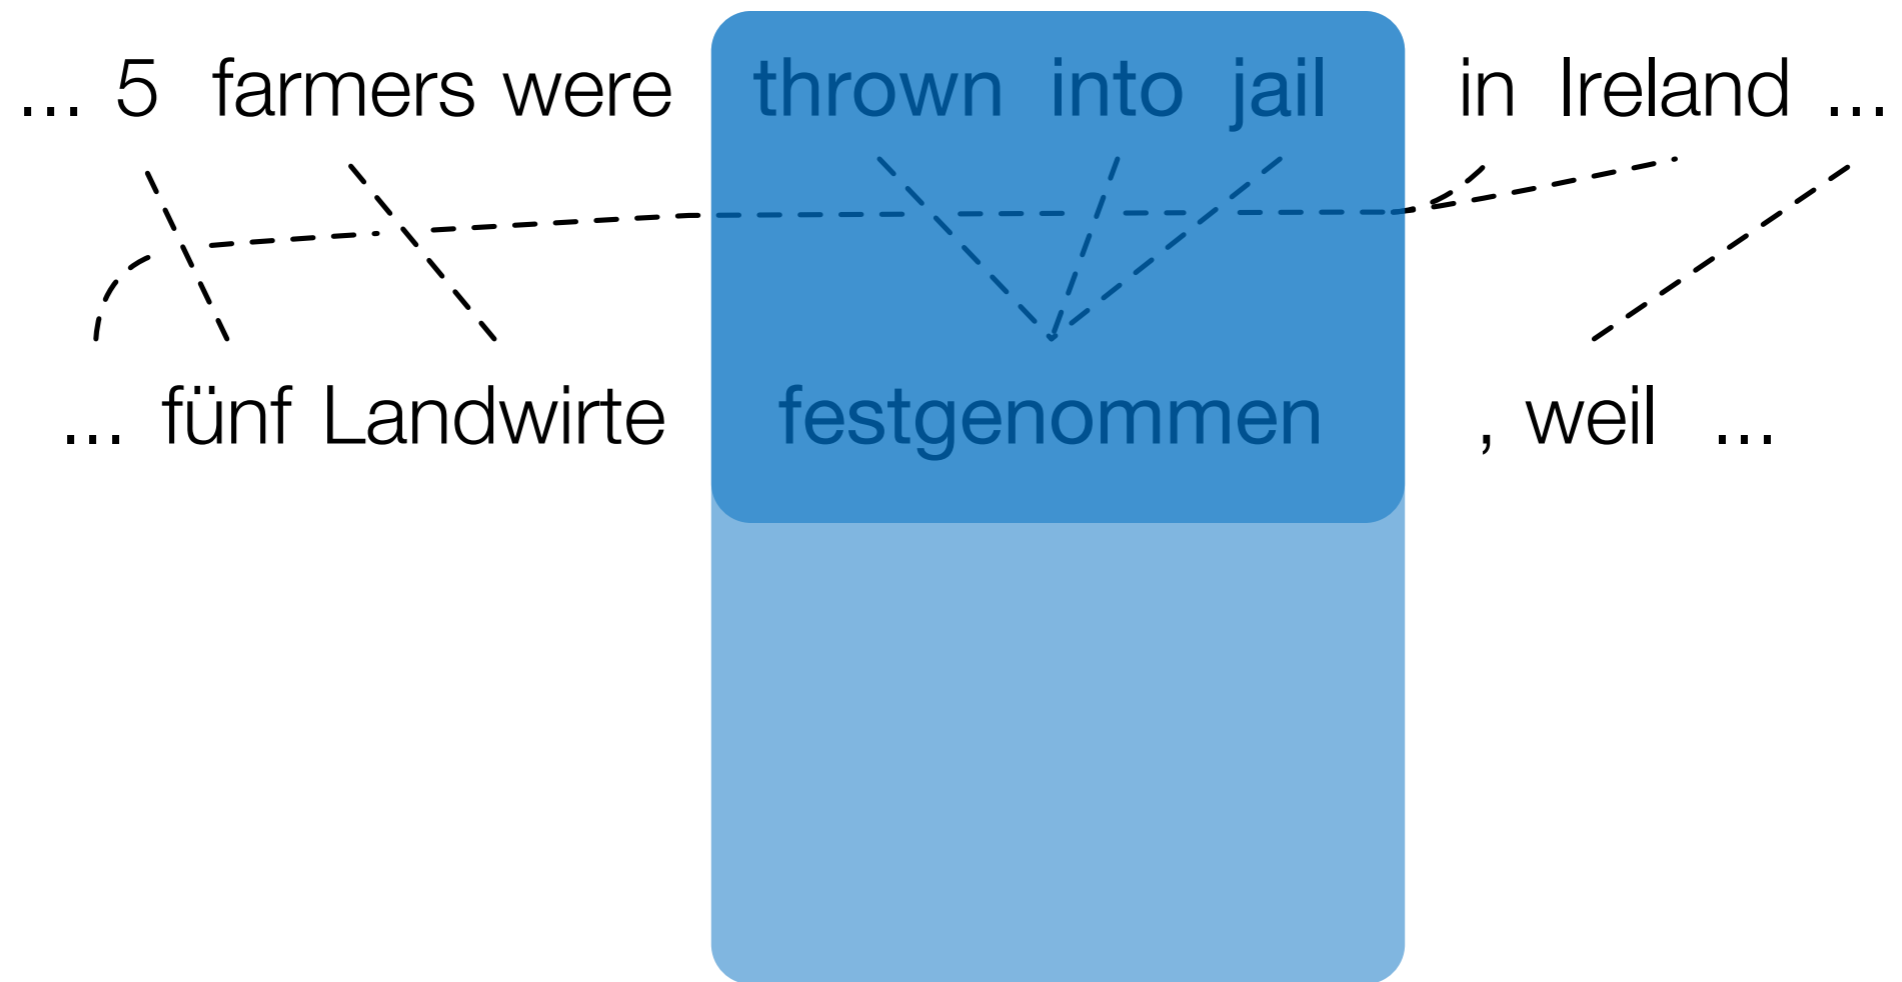 ... 5 farmers were thrown into jail in Ireland ...
... fünf Landwirte festgenommen , weil ...